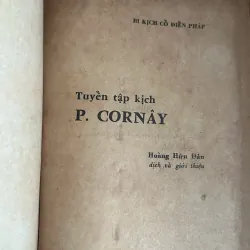 BI KỊCH CỔ ĐIỂN PHÁP
Tuyển tập kịch
P. CORNÂY
Hoàng Hữu Đản
dịch và giới thiệu